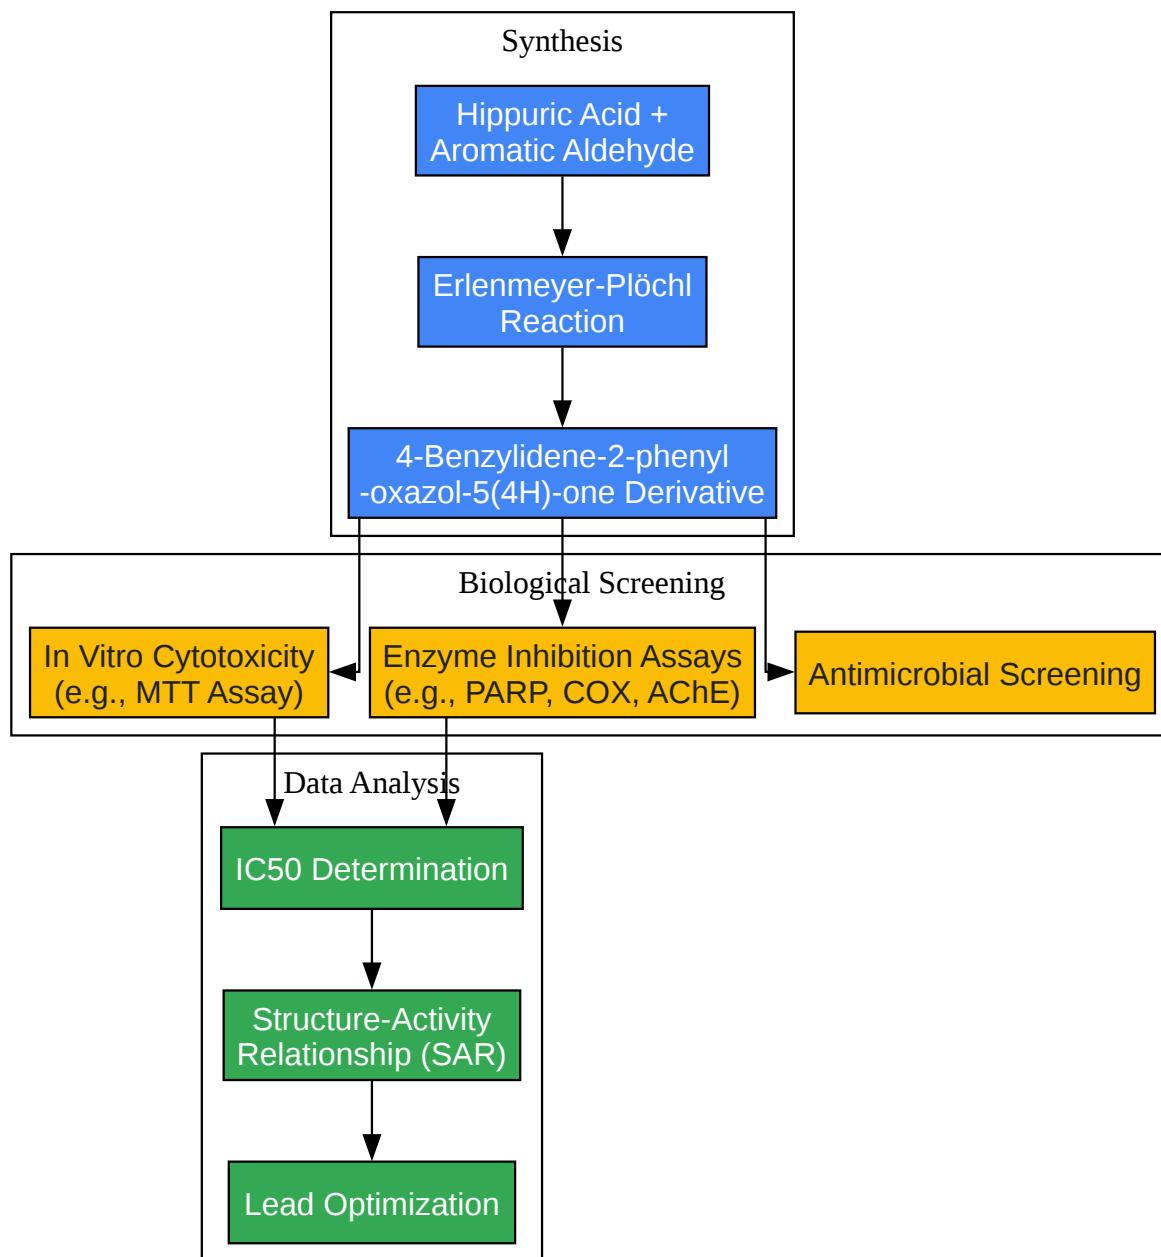 Synthesis
Hippuric Acid +
Aromatic Aldehyde
Erlenmeyer-Plöchl
Reaction
4-Benzylidene-2-phenyl
-oxazol-5(4H)-one Derivative
Biological Screening
In Vitro Cytotoxicity
(e.g., MTT Assay)
Enzyme Inhibition Assays
(e.g., PARP, COX, AChE)
Antimicrobial Screening
Data Analysis
IC50 Determination
Structure-Activity
Relationship (SAR)
Lead Optimization